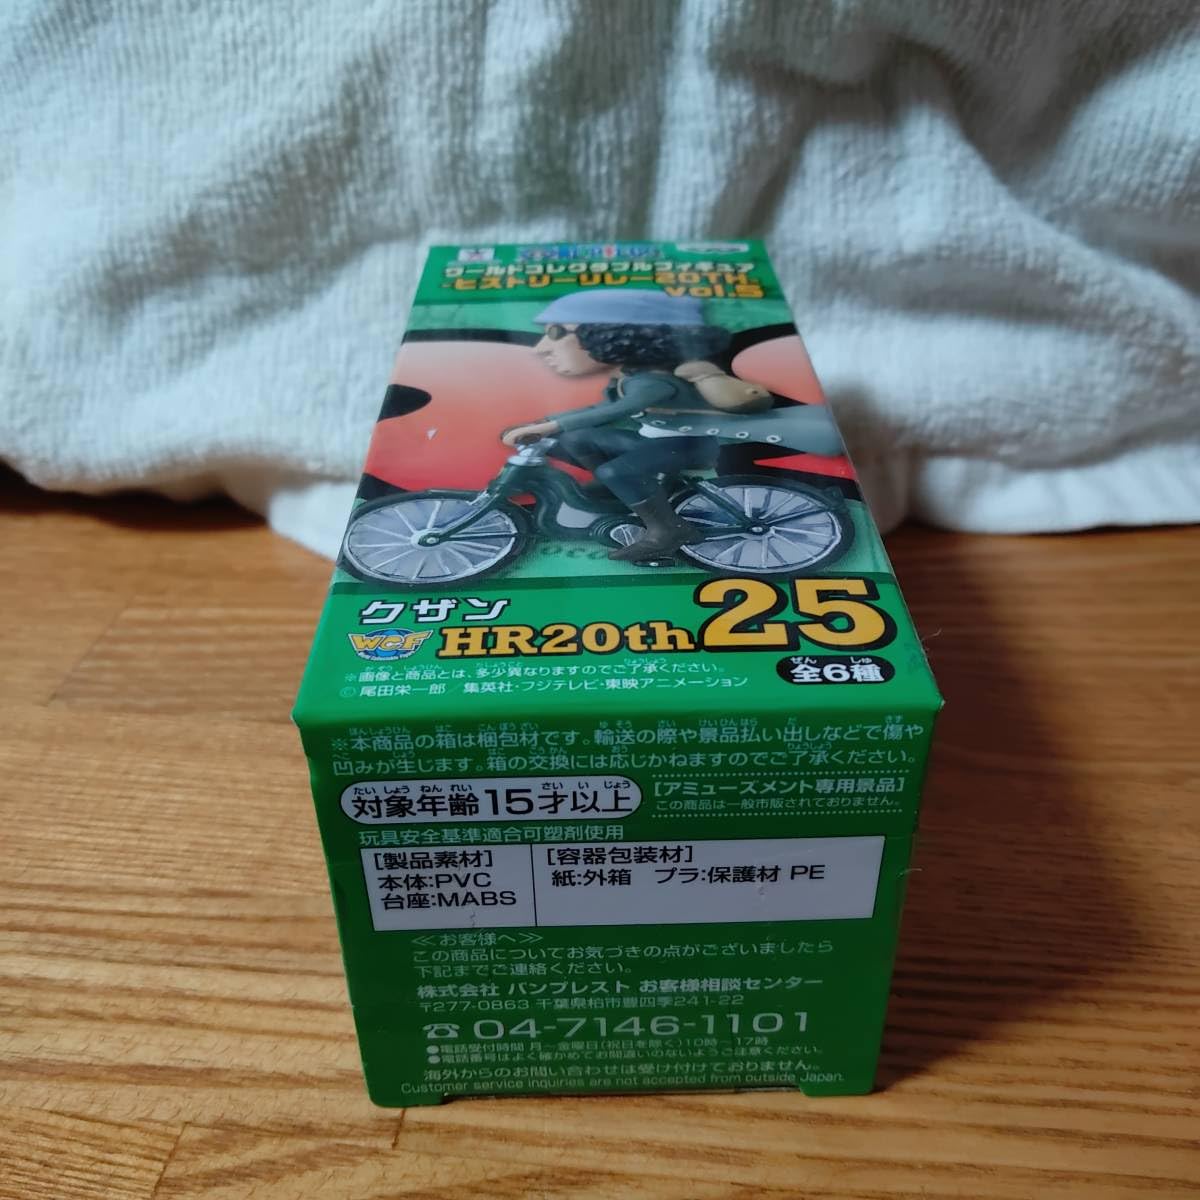 ワールドコレクタブルフィギュア
-ヒストリーリレー20TH-
vol.5
クザン
WCF
HR20th 25
※画像と商品とは、多少異なりますのでご了承ください。
©尾田栄一郎／集英社・フジテレビ・東映アニメーション
全6種
※本商品の箱は梱包材です。輸送の際や景品払い出しなどで傷や
凹みが生じます。箱の交換には応じかねますのでご了承ください。
対象年齢15才以上
[アミューズメント専用景品]
この商品は一般市販されておりません。
玩具安全基準適合可塑剤使用
[製品素材]
本体:PVC
台座:MABS
[容器包装材]
紙:外箱 プラ:保護材 PE
≪お客様へ≫
この商品についてお気づきの点がございましたら
下記までご連絡ください。
株式会社 バンプレスト お客様相談センター
〒277-0863 千葉県柏市豊四季241-22
☎ 04-7146-1101
●電話受付時間 月～金曜日(祝日を除く)10時～17時
●電話番号はよく確かめてお間違いのないようご注意ください。
海外からのお問い合わせは受け付けておりません。
Customer service inquiries are not accepted from outside Japan.